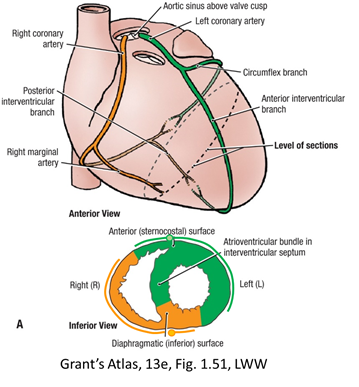 Aortic sinus above valve cusp
Left coronary artery
Right coronary
artery
Circumflex branch
Posterior
interventricular
branch
Anterior interventricular
branch
Level of sections
Right marginal
artery
Anterior View
Anterior (sternocostal) surface
Atrioventricular bundle in
interventricular septum
Right (R)
Left (L)
A
Inferior View
Diaphragmatic (inferior) surface
Grant's Atlas, 13e, Fig. 1.51, LWW